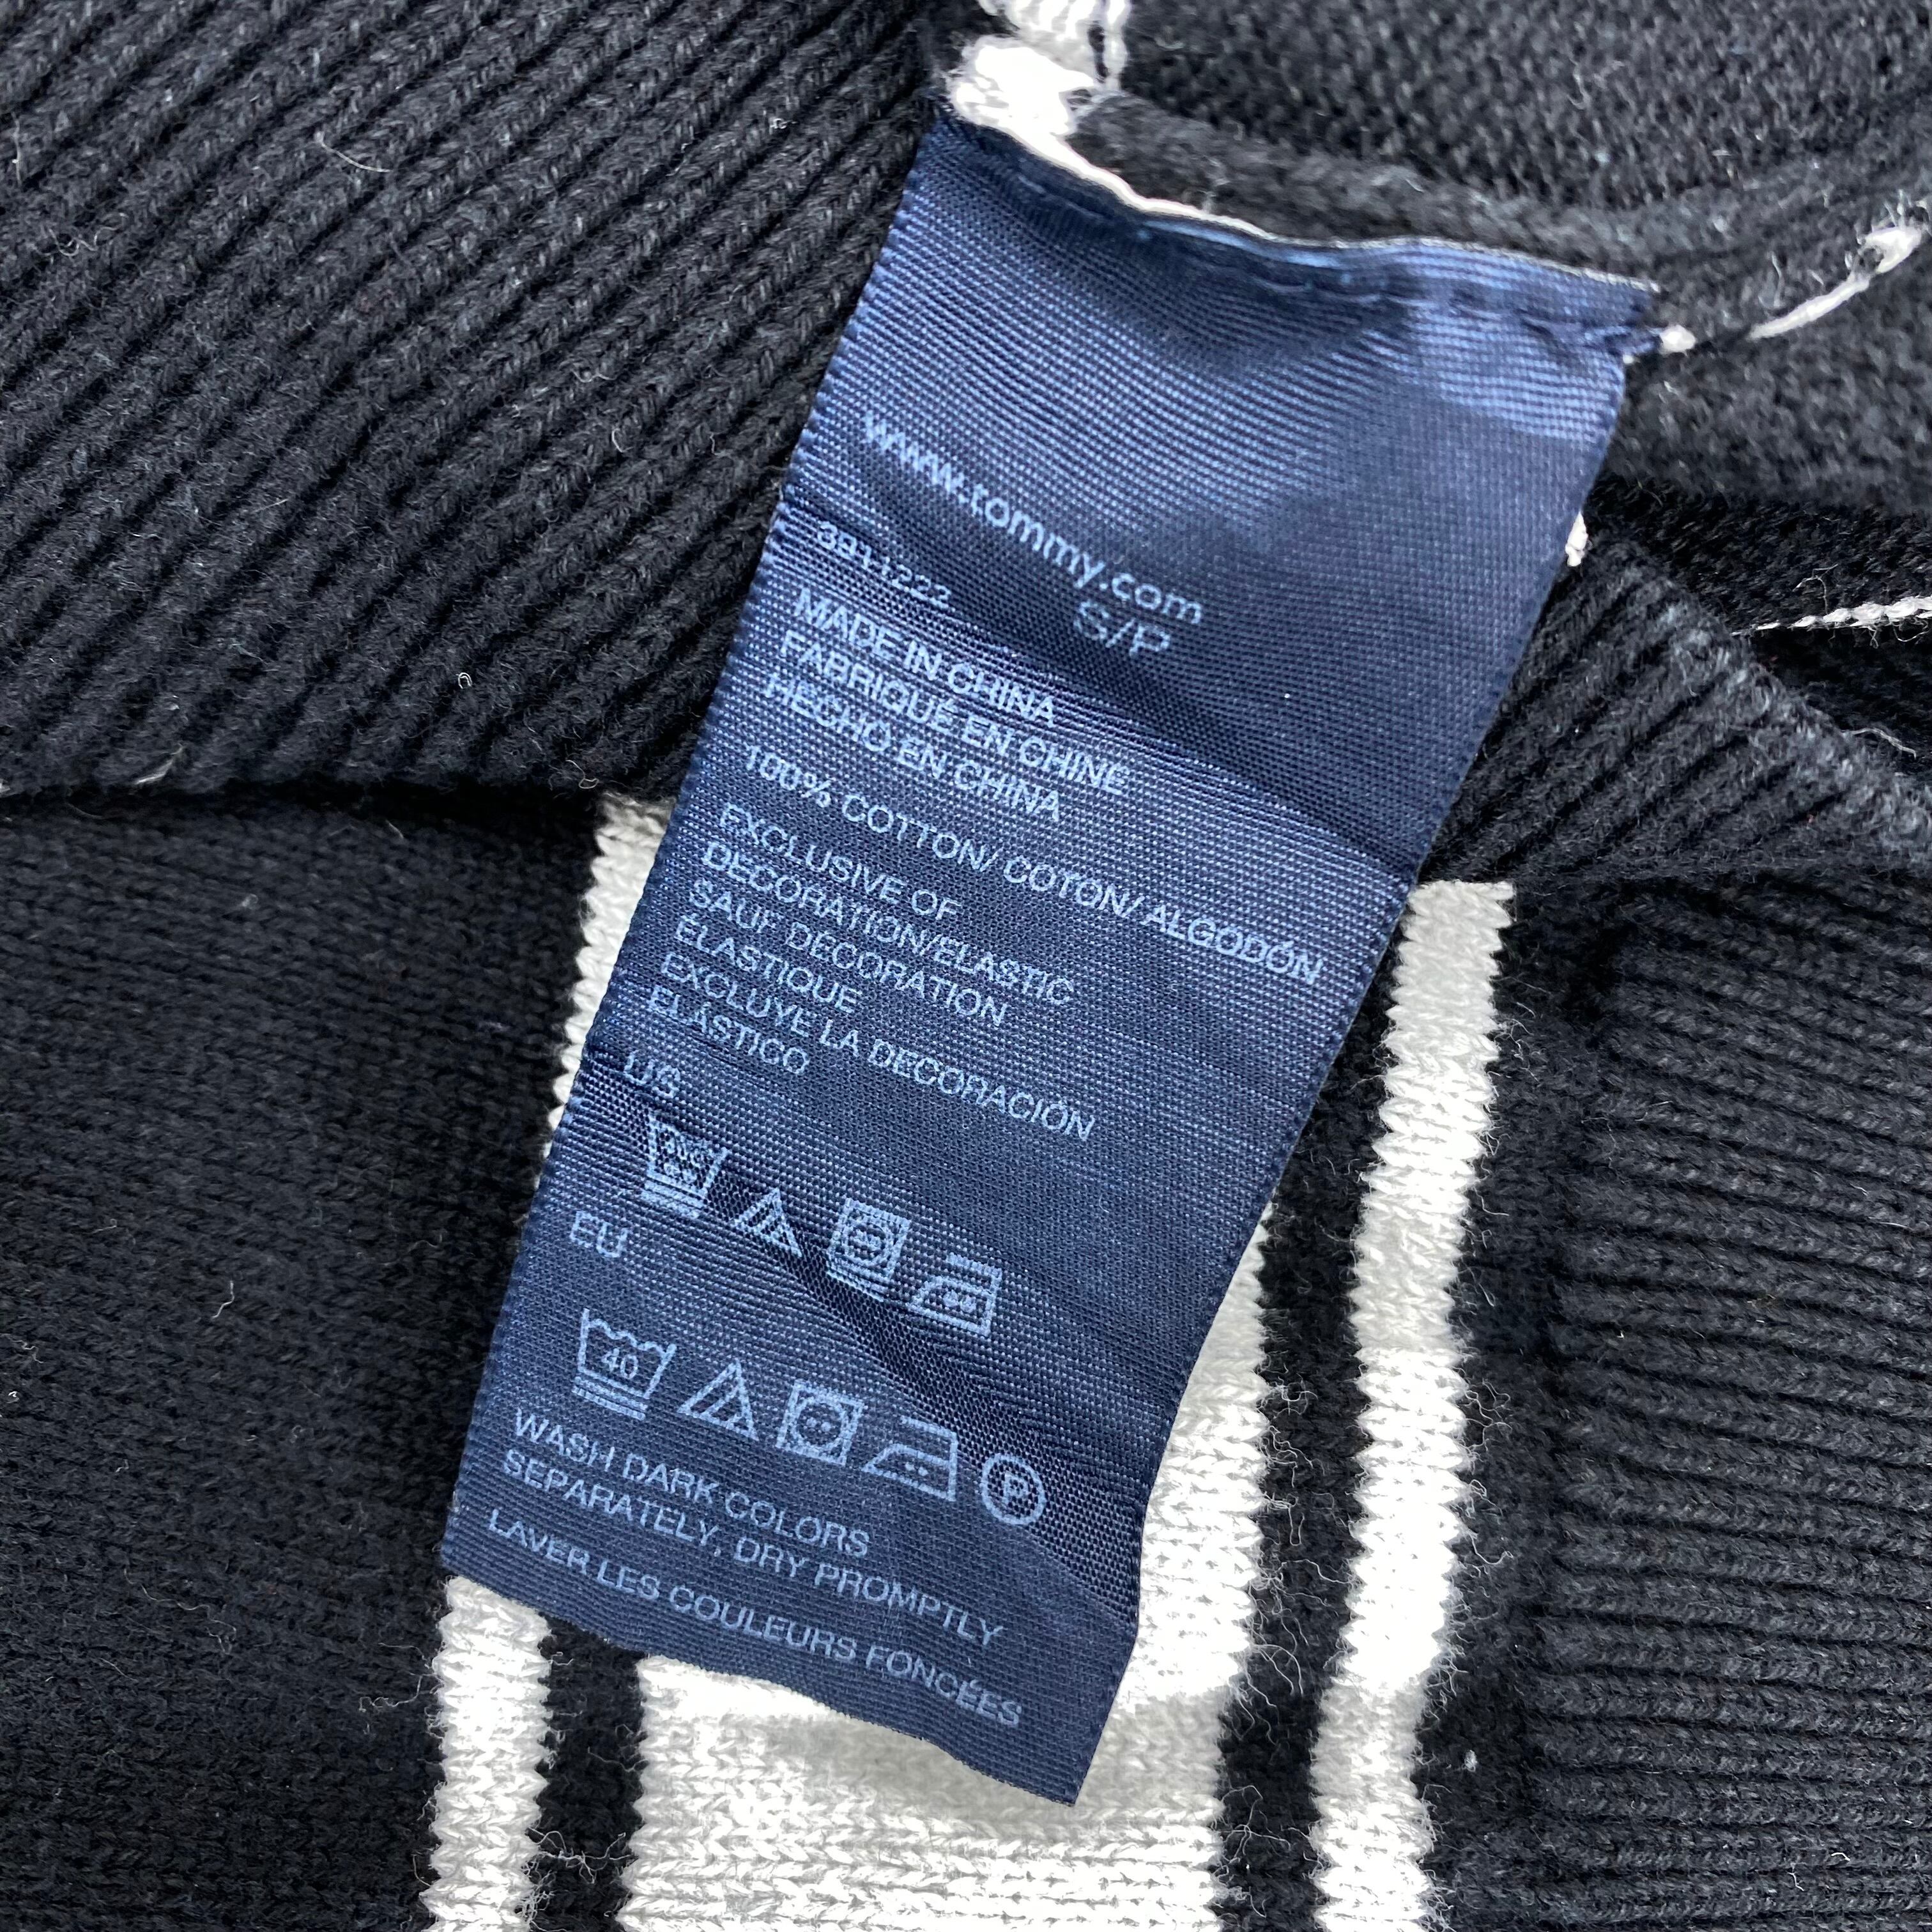 www.tommy.com
S/P
3911222
MADE IN CHINA
FABRIQUÉ EN CHINE
HECHO EN CHINA
100% COTTON/ COTON/ ALGODÓN
EXCLUSIVE OF
DECORATION/ELASTIC
SAUF DECORATION
ÉLASTIQUE
EXCLUYE LA DECORACIÓN
ELÁSTICO
US
EU
40
P
WASH DARK COLORS
SEPARATELY, DRY PROMPTLY
LAVER LES COULEURS FONCÉES